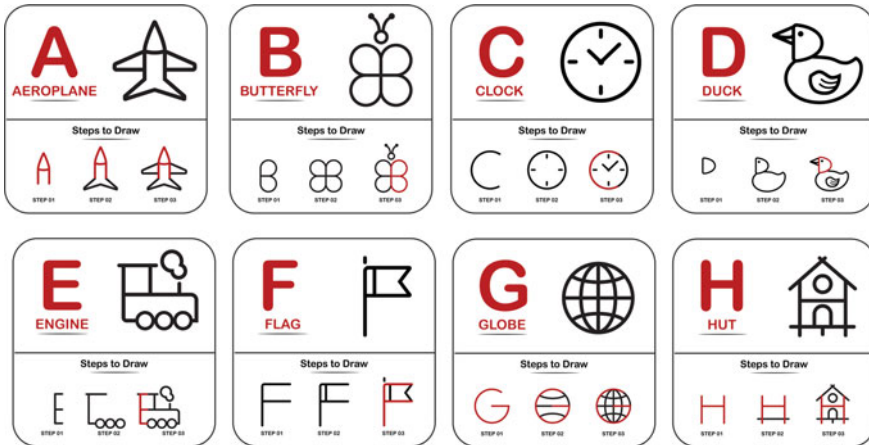 A
AEROPLANE
Steps to Draw
STEP 01 STEP 02 STEP 03
B
BUTTERFLY
Steps to Draw
STEP 01 STEP 02 STEP 03
C
CLOCK
Steps to Draw
STEP 01 STEP 02 STEP 03
D
DUCK
Steps to Draw
STEP 01 STEP 02 STEP 03
E
ENGINE
Steps to Draw
STEP 01 STEP 02 STEP 03
F
FLAG
Steps to Draw
STEP 01 STEP 02 STEP 03
G
GLOBE
Steps to Draw
STEP 01 STEP 02 STEP 03
H
HUT
Steps to Draw
STEP 01 STEP 02 STEP 03